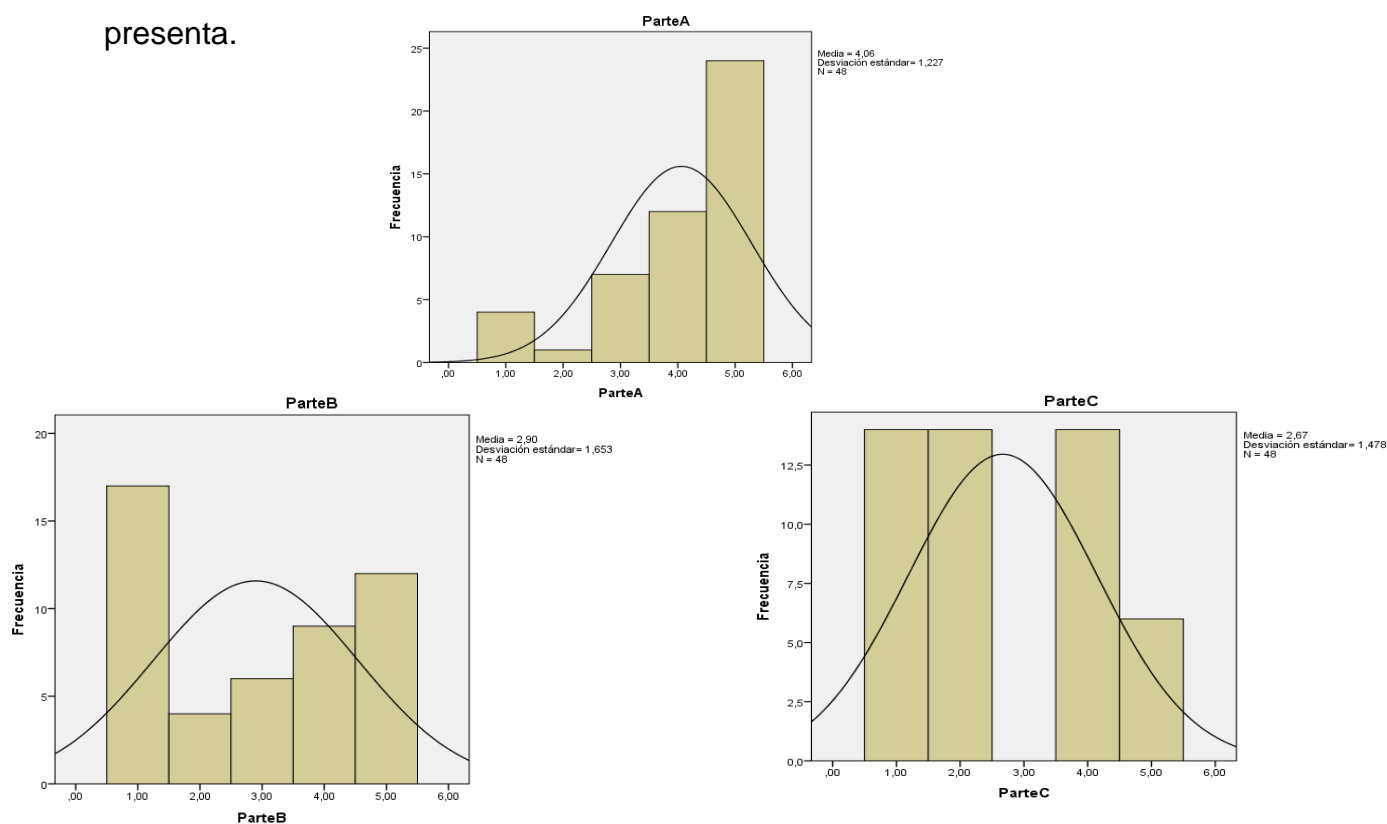 presenta.
ParteA
Media = 4,06
Desviación estándar= 1,227
N = 48
25
20
15
10
5
0
Frecuencia
,00 1,00 2,00 3,00 4,00 5,00 6,00
ParteA
ParteB
Media = 2,90
Desviación estándar= 1,653
N = 48
20
15
10
5
0
Frecuencia
,00 1,00 2,00 3,00 4,00 5,00 6,00
ParteB
ParteC
Media = 2,67
Desviación estándar= 1,478
N = 48
12,5
10,0
7,5
5,0
2,5
0,0
Frecuencia
,00 1,00 2,00 3,00 4,00 5,00 6,00
ParteC